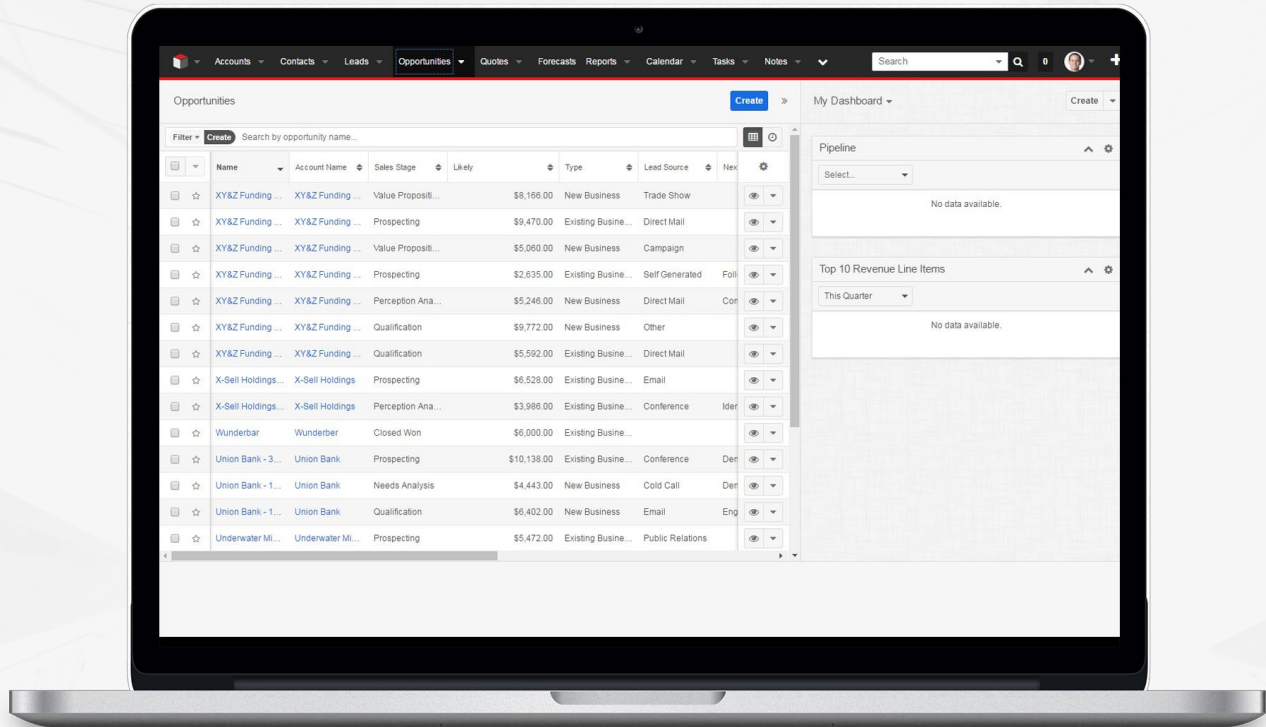 Accounts Contacts Leads Opportunities Quotes Forecasts Reports Calendar Tasks Notes Search 0
Opportunities Create » My Dashboard Create
Filter Create Search by opportunity name...
Name Account Name Sales Stage Likely Type Lead Source Nex
XY&Z Funding ... XY&Z Funding ... Value Propositi... $8,166.00 New Business Trade Show
XY&Z Funding ... XY&Z Funding ... Prospecting $9,470.00 Existing Busine... Direct Mail
XY&Z Funding ... XY&Z Funding ... Value Propositi... $5,060.00 New Business Campaign
XY&Z Funding ... XY&Z Funding ... Prospecting $2,635.00 Existing Busine... Self Generated Foll
XY&Z Funding ... XY&Z Funding ... Perception Ana... $5,246.00 New Business Direct Mail Con
XY&Z Funding ... XY&Z Funding ... Qualification $9,772.00 New Business Other
XY&Z Funding ... XY&Z Funding ... Qualification $5,592.00 Existing Busine... Direct Mail
X-Sell Holdings... X-Sell Holdings Prospecting $6,528.00 Existing Busine... Email
X-Sell Holdings... X-Sell Holdings Perception Ana... $3,986.00 Existing Busine... Conference Iden
Wunderbar Wunderber Closed Won $6,000.00 Existing Busine...
Union Bank - 3... Union Bank Prospecting $10,138.00 Existing Busine... Conference Den
Union Bank - 1... Union Bank Needs Analysis $4,443.00 New Business Cold Call Den
Union Bank - 1... Union Bank Qualification $6,402.00 New Business Email Eng
Underwater Mi... Underwater Mi... Prospecting $5,472.00 Existing Busine... Public Relations
Pipeline
Select...
No data available.
Top 10 Revenue Line Items
This Quarter
No data available.